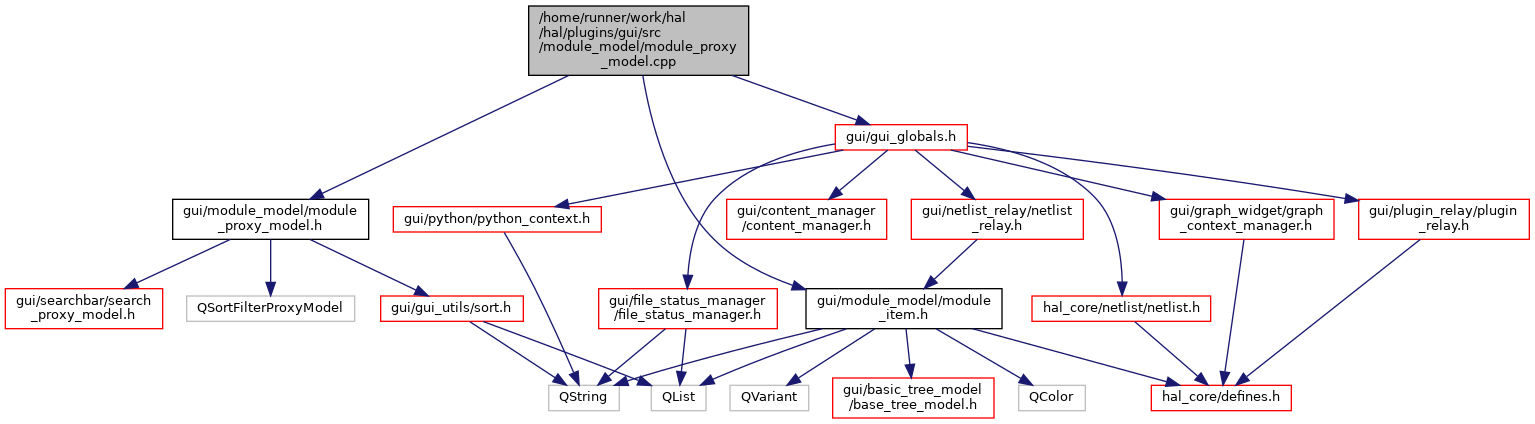 /home/runner/work/hal
/hal/plugins/gui/src
/module_model/module_proxy
_model.cpp
gui/gui_globals.h
gui/module_model/module
_proxy_model.h
gui/python/python_context.h
gui/content_manager
/content_manager.h
gui/netlist_relay/netlist
_relay.h
gui/graph_widget/graph
_context_manager.h
gui/plugin_relay/plugin
_relay.h
gui/searchbar/search
_proxy_model.h
QSortFilterProxyModel
gui/gui_utils/sort.h
gui/file_status_manager
/file_status_manager.h
gui/module_model/module
_item.h
hal_core/netlist/netlist.h
QString
QList
QVariant
gui/basic_tree_model
/base_tree_model.h
QColor
hal_core/defines.h